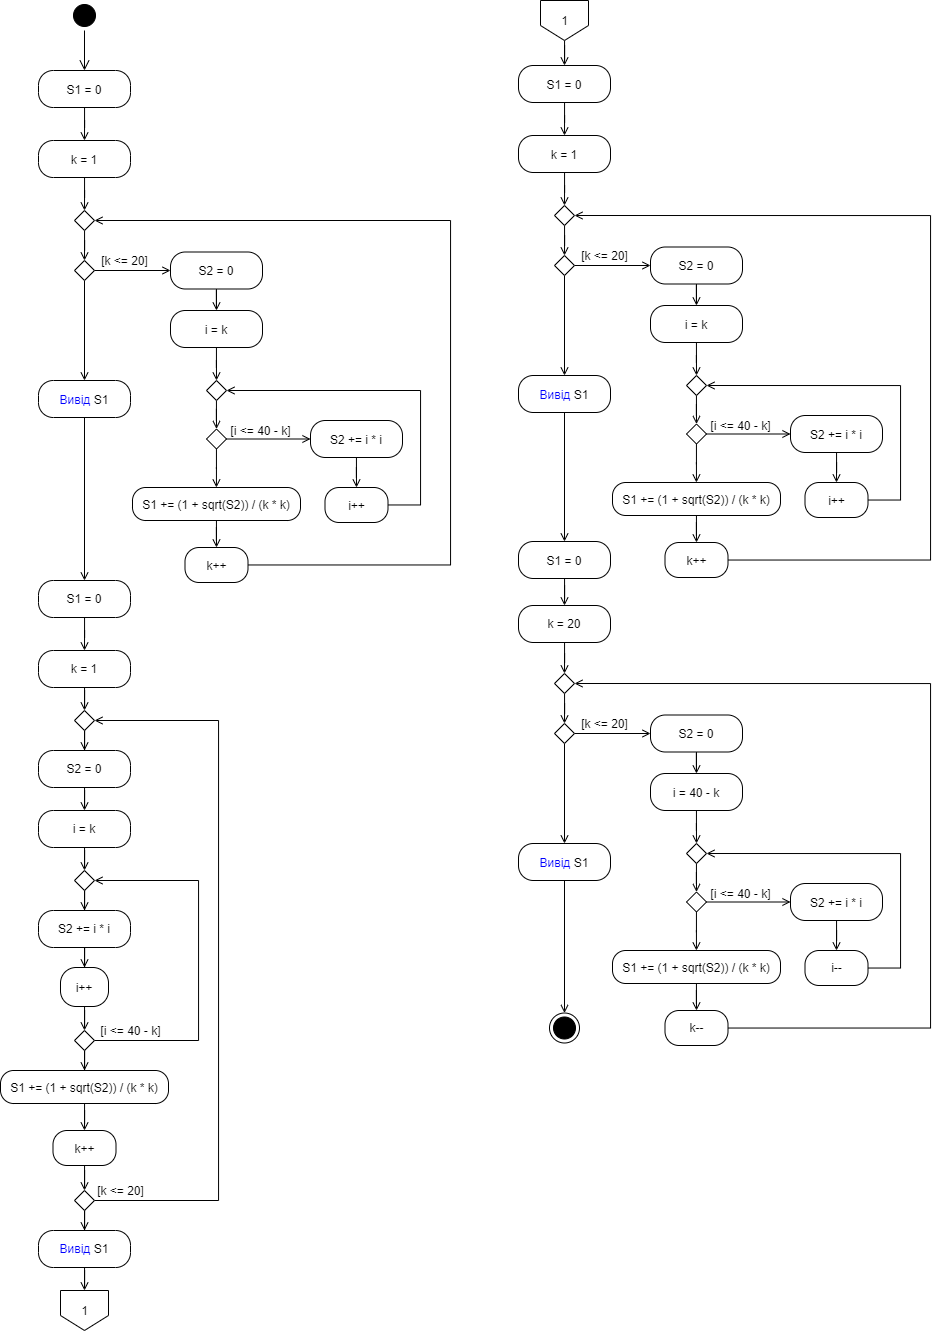 S1 = 0
k = 1
[k <= 20]
S2 = 0
i = k
Вивід S1
[i <= 40 - k]
S2 += i * i
S1 += (1 + sqrt(S2)) / (k * k)
i++
k++
S1 = 0
k = 1
S2 = 0
i = k
S2 += i * i
i++
[i <= 40 - k]
S1 += (1 + sqrt(S2)) / (k * k)
k++
[k <= 20]
Вивід S1
1
1
S1 = 0
k = 1
[k <= 20]
S2 = 0
i = k
Вивід S1
[i <= 40 - k]
S2 += i * i
S1 += (1 + sqrt(S2)) / (k * k)
i++
k++
S1 = 0
k = 20
[k <= 20]
S2 = 0
i = 40 - k
Вивід S1
[i <= 40 - k]
S2 += i * i
S1 += (1 + sqrt(S2)) / (k * k)
i--
k--